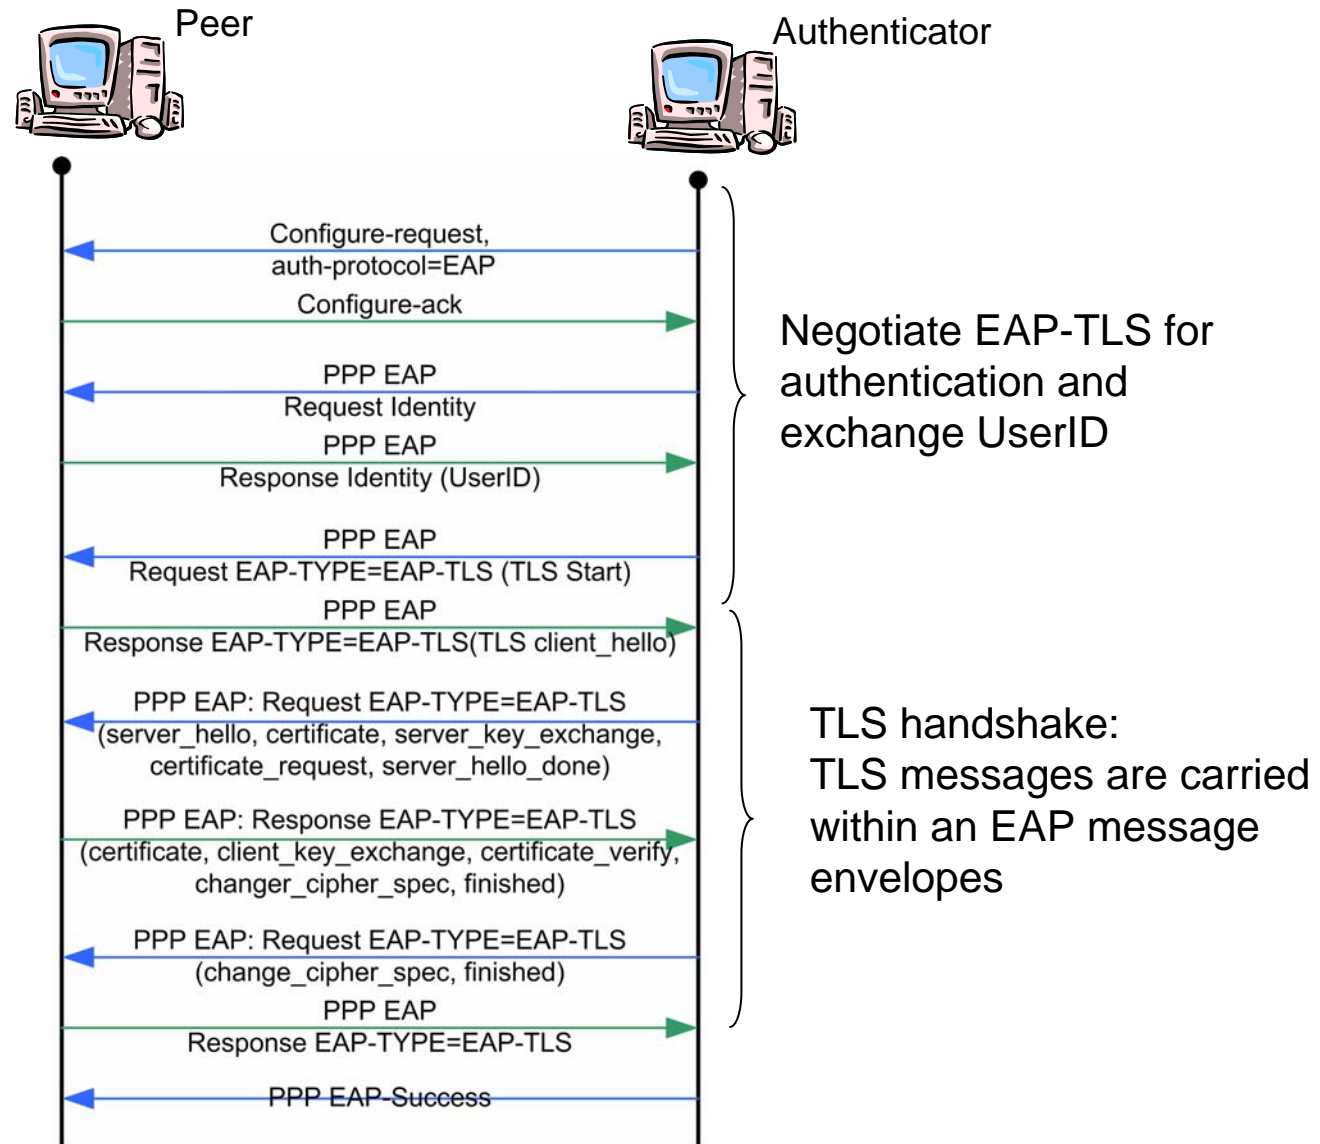 Peer
Authenticator
Configure-request,
auth-protocol=EAP
Configure-ack
PPP EAP
Request Identity
PPP EAP
Response Identity (UserID)
PPP EAP
Request EAP-TYPE=EAP-TLS (TLS Start)
Negotiate EAP-TLS for
authentication and
exchange UserID
PPP EAP
Response EAP-TYPE=EAP-TLS(TLS client_hello)
PPP EAP: Request EAP-TYPE=EAP-TLS
(server_hello, certificate, server_key_exchange,
certificate_request, server_hello_done)
PPP EAP: Response EAP-TYPE=EAP-TLS
(certificate, client_key_exchange, certificate_verify,
changer_cipher_spec, finished)
PPP EAP: Request EAP-TYPE=EAP-TLS
(change_cipher_spec, finished)
PPP EAP
Response EAP-TYPE=EAP-TLS
TLS handshake:
TLS messages are carried
within an EAP message
envelopes
PPP EAP-Success